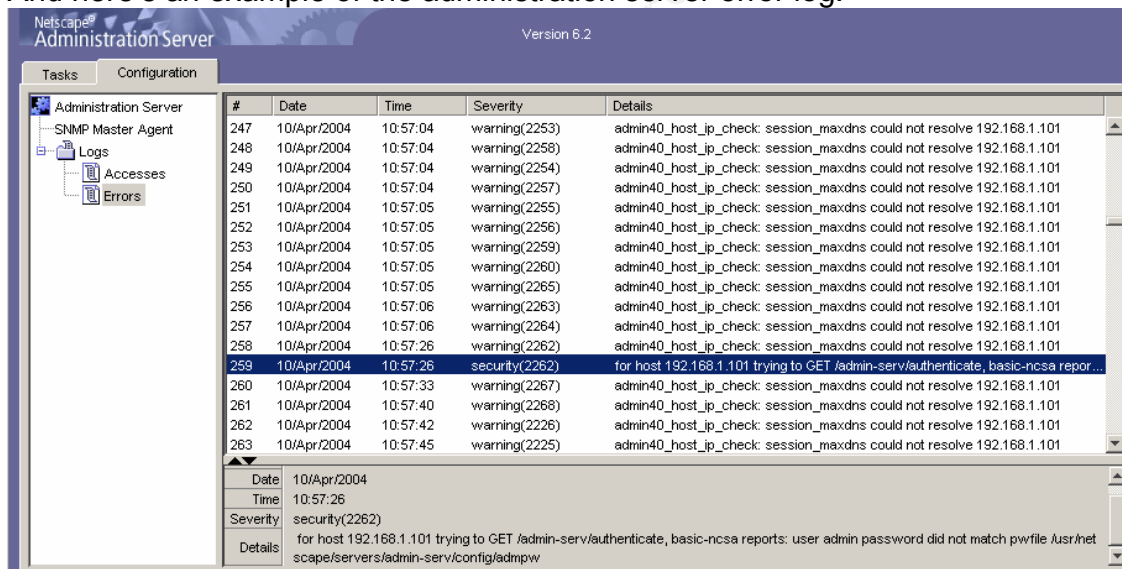 And here's an example of the administration server error log:
Netscape®
Administration Server
Version 6.2
Tasks
Configuration
Administration Server
SNMP Master Agent
Logs
Accesses
Errors
# Date Time Severity Details
247 10/Apr/2004 10:57:04 warning(2253) admin40_host_ip_check: session_maxdns could not resolve 192.168.1.101
248 10/Apr/2004 10:57:04 warning(2258) admin40_host_ip_check: session_maxdns could not resolve 192.168.1.101
249 10/Apr/2004 10:57:04 warning(2254) admin40_host_ip_check: session_maxdns could not resolve 192.168.1.101
250 10/Apr/2004 10:57:04 warning(2257) admin40_host_ip_check: session_maxdns could not resolve 192.168.1.101
251 10/Apr/2004 10:57:05 warning(2255) admin40_host_ip_check: session_maxdns could not resolve 192.168.1.101
252 10/Apr/2004 10:57:05 warning(2256) admin40_host_ip_check: session_maxdns could not resolve 192.168.1.101
253 10/Apr/2004 10:57:05 warning(2259) admin40_host_ip_check: session_maxdns could not resolve 192.168.1.101
254 10/Apr/2004 10:57:05 warning(2260) admin40_host_ip_check: session_maxdns could not resolve 192.168.1.101
255 10/Apr/2004 10:57:05 warning(2265) admin40_host_ip_check: session_maxdns could not resolve 192.168.1.101
256 10/Apr/2004 10:57:06 warning(2263) admin40_host_ip_check: session_maxdns could not resolve 192.168.1.101
257 10/Apr/2004 10:57:06 warning(2264) admin40_host_ip_check: session_maxdns could not resolve 192.168.1.101
258 10/Apr/2004 10:57:26 warning(2262) admin40_host_ip_check: session_maxdns could not resolve 192.168.1.101
259 10/Apr/2004 10:57:26 security(2262) for host 192.168.1.101 trying to GET /admin-serv/authenticate, basic-ncsa repor...
260 10/Apr/2004 10:57:33 warning(2267) admin40_host_ip_check: session_maxdns could not resolve 192.168.1.101
261 10/Apr/2004 10:57:40 warning(2268) admin40_host_ip_check: session_maxdns could not resolve 192.168.1.101
262 10/Apr/2004 10:57:42 warning(2226) admin40_host_ip_check: session_maxdns could not resolve 192.168.1.101
263 10/Apr/2004 10:57:45 warning(2225) admin40_host_ip_check: session_maxdns could not resolve 192.168.1.101
Date 10/Apr/2004
Time 10:57:26
Severity security(2262)
Details for host 192.168.1.101 trying to GET /admin-serv/authenticate, basic-ncsa reports: user admin password did not match pwfile /usr/net
scape/servers/admin-serv/config/admpw